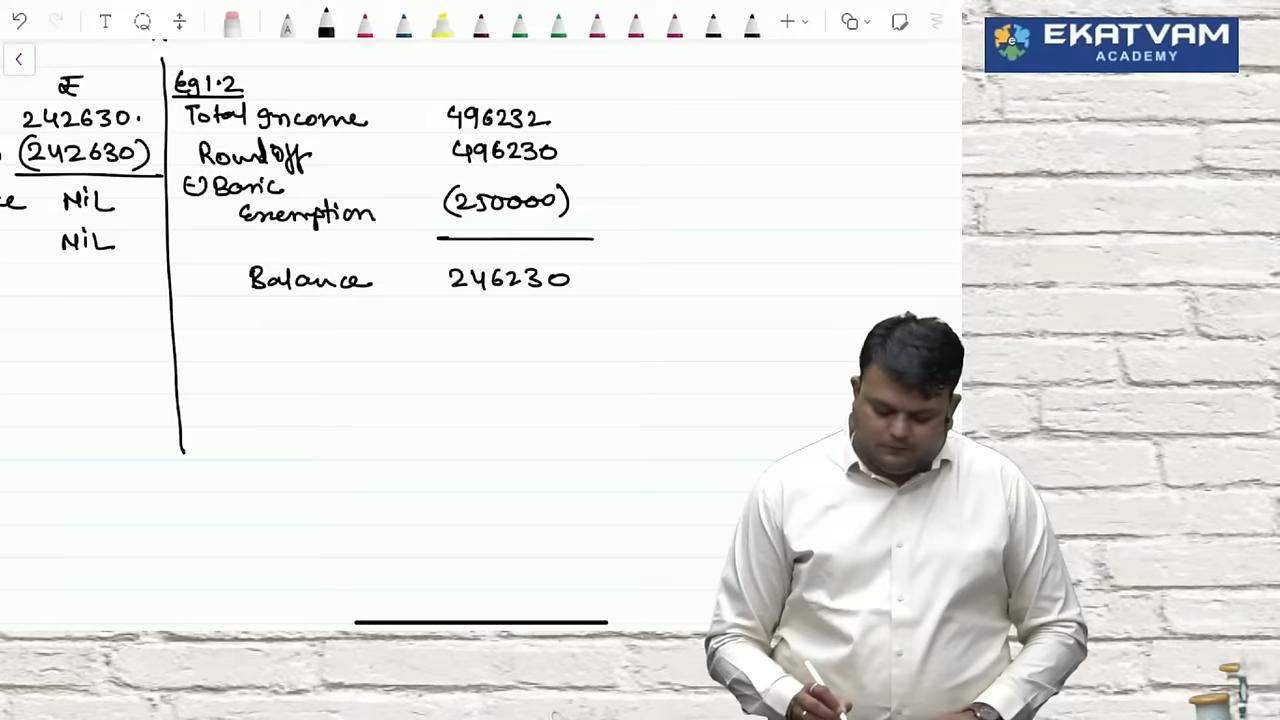 EKATVAM
ACADEMY
₹
242630.
(242630)
ce NiL
NiL
Eg 1.2
Total Income 496232
Round off 496230
(-) Basic
Exemption (250000)
Balance 246230